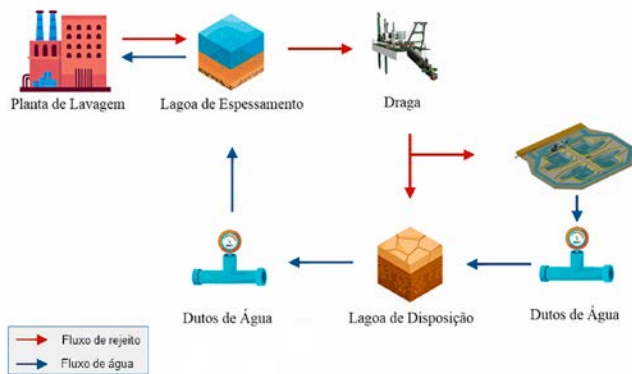 Planta de Lavagem
Lagoa de Espessamento
Draga
Dutos de Água
Lagoa de Disposição
Dutos de Água
Fluxo de rejeito
Fluxo de água